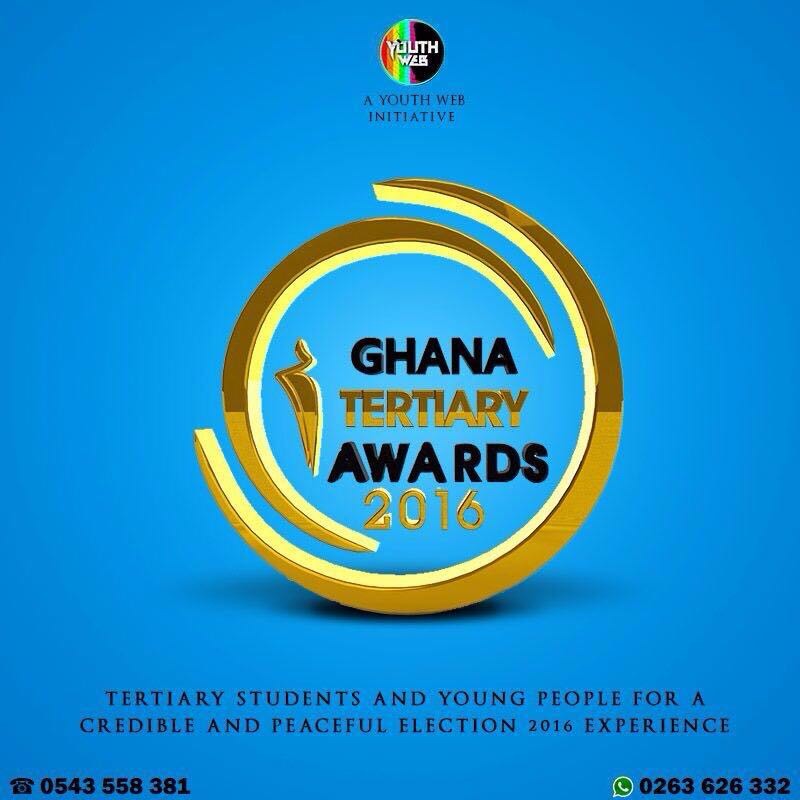 YOUTH
WEB
A YOUTH WEB
INITIATIVE
GHANA
TERTIARY
AWARDS
2016
TERTIARY STUDENTS AND YOUNG PEOPLE FOR A
CREDIBLE AND PEACEFUL ELECTION 2016 EXPERIENCE
0543 558 381
0263 626 332